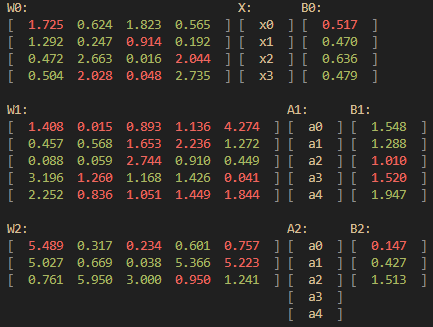 W0: X: B0:
[ 1.725 0.624 1.823 0.565 ] [ x0 ] [ 0.517 ]
[ 1.292 0.247 0.914 0.192 ] [ x1 ] [ 0.470 ]
[ 0.472 2.663 0.016 2.044 ] [ x2 ] [ 0.636 ]
[ 0.504 2.028 0.048 2.735 ] [ x3 ] [ 0.479 ]
W1: A1: B1:
[ 1.408 0.015 0.893 1.136 4.274 ] [ a0 ] [ 1.548 ]
[ 0.457 0.568 1.653 2.236 1.272 ] [ a1 ] [ 1.288 ]
[ 0.088 0.059 2.744 0.910 0.449 ] [ a2 ] [ 1.010 ]
[ 3.196 1.260 1.168 1.426 0.041 ] [ a3 ] [ 1.520 ]
[ 2.252 0.836 1.051 1.449 1.844 ] [ a4 ] [ 1.947 ]
W2: A2: B2:
[ 5.489 0.317 0.234 0.601 0.757 ] [ a0 ] [ 0.147 ]
[ 5.027 0.669 0.038 5.366 5.223 ] [ a1 ] [ 0.427 ]
[ 0.761 5.950 3.000 0.950 1.241 ] [ a2 ] [ 1.513 ]
[ a3 ]
[ a4 ]